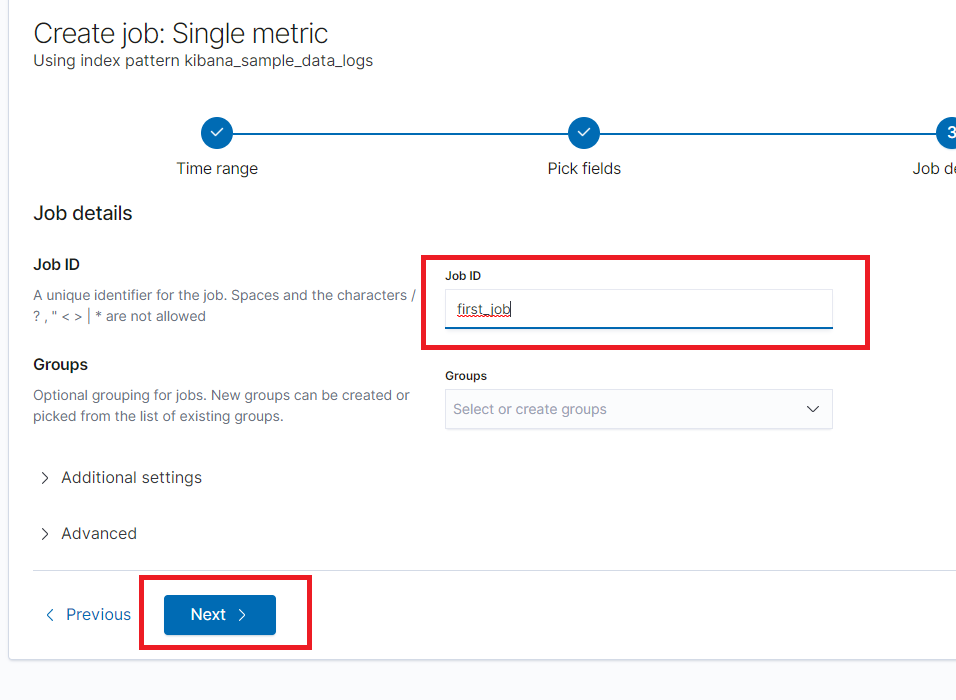 Create job: Single metric
Using index pattern kibana_sample_data_logs
3
Time range
Pick fields
Job de
Job details
Job ID
A unique identifier for the job. Spaces and the characters /
? , " < > | * are not allowed
Job ID
first_job
Groups
Optional grouping for jobs. New groups can be created or
picked from the list of existing groups.
Groups
Select or create groups
Additional settings
Advanced
Previous
Next